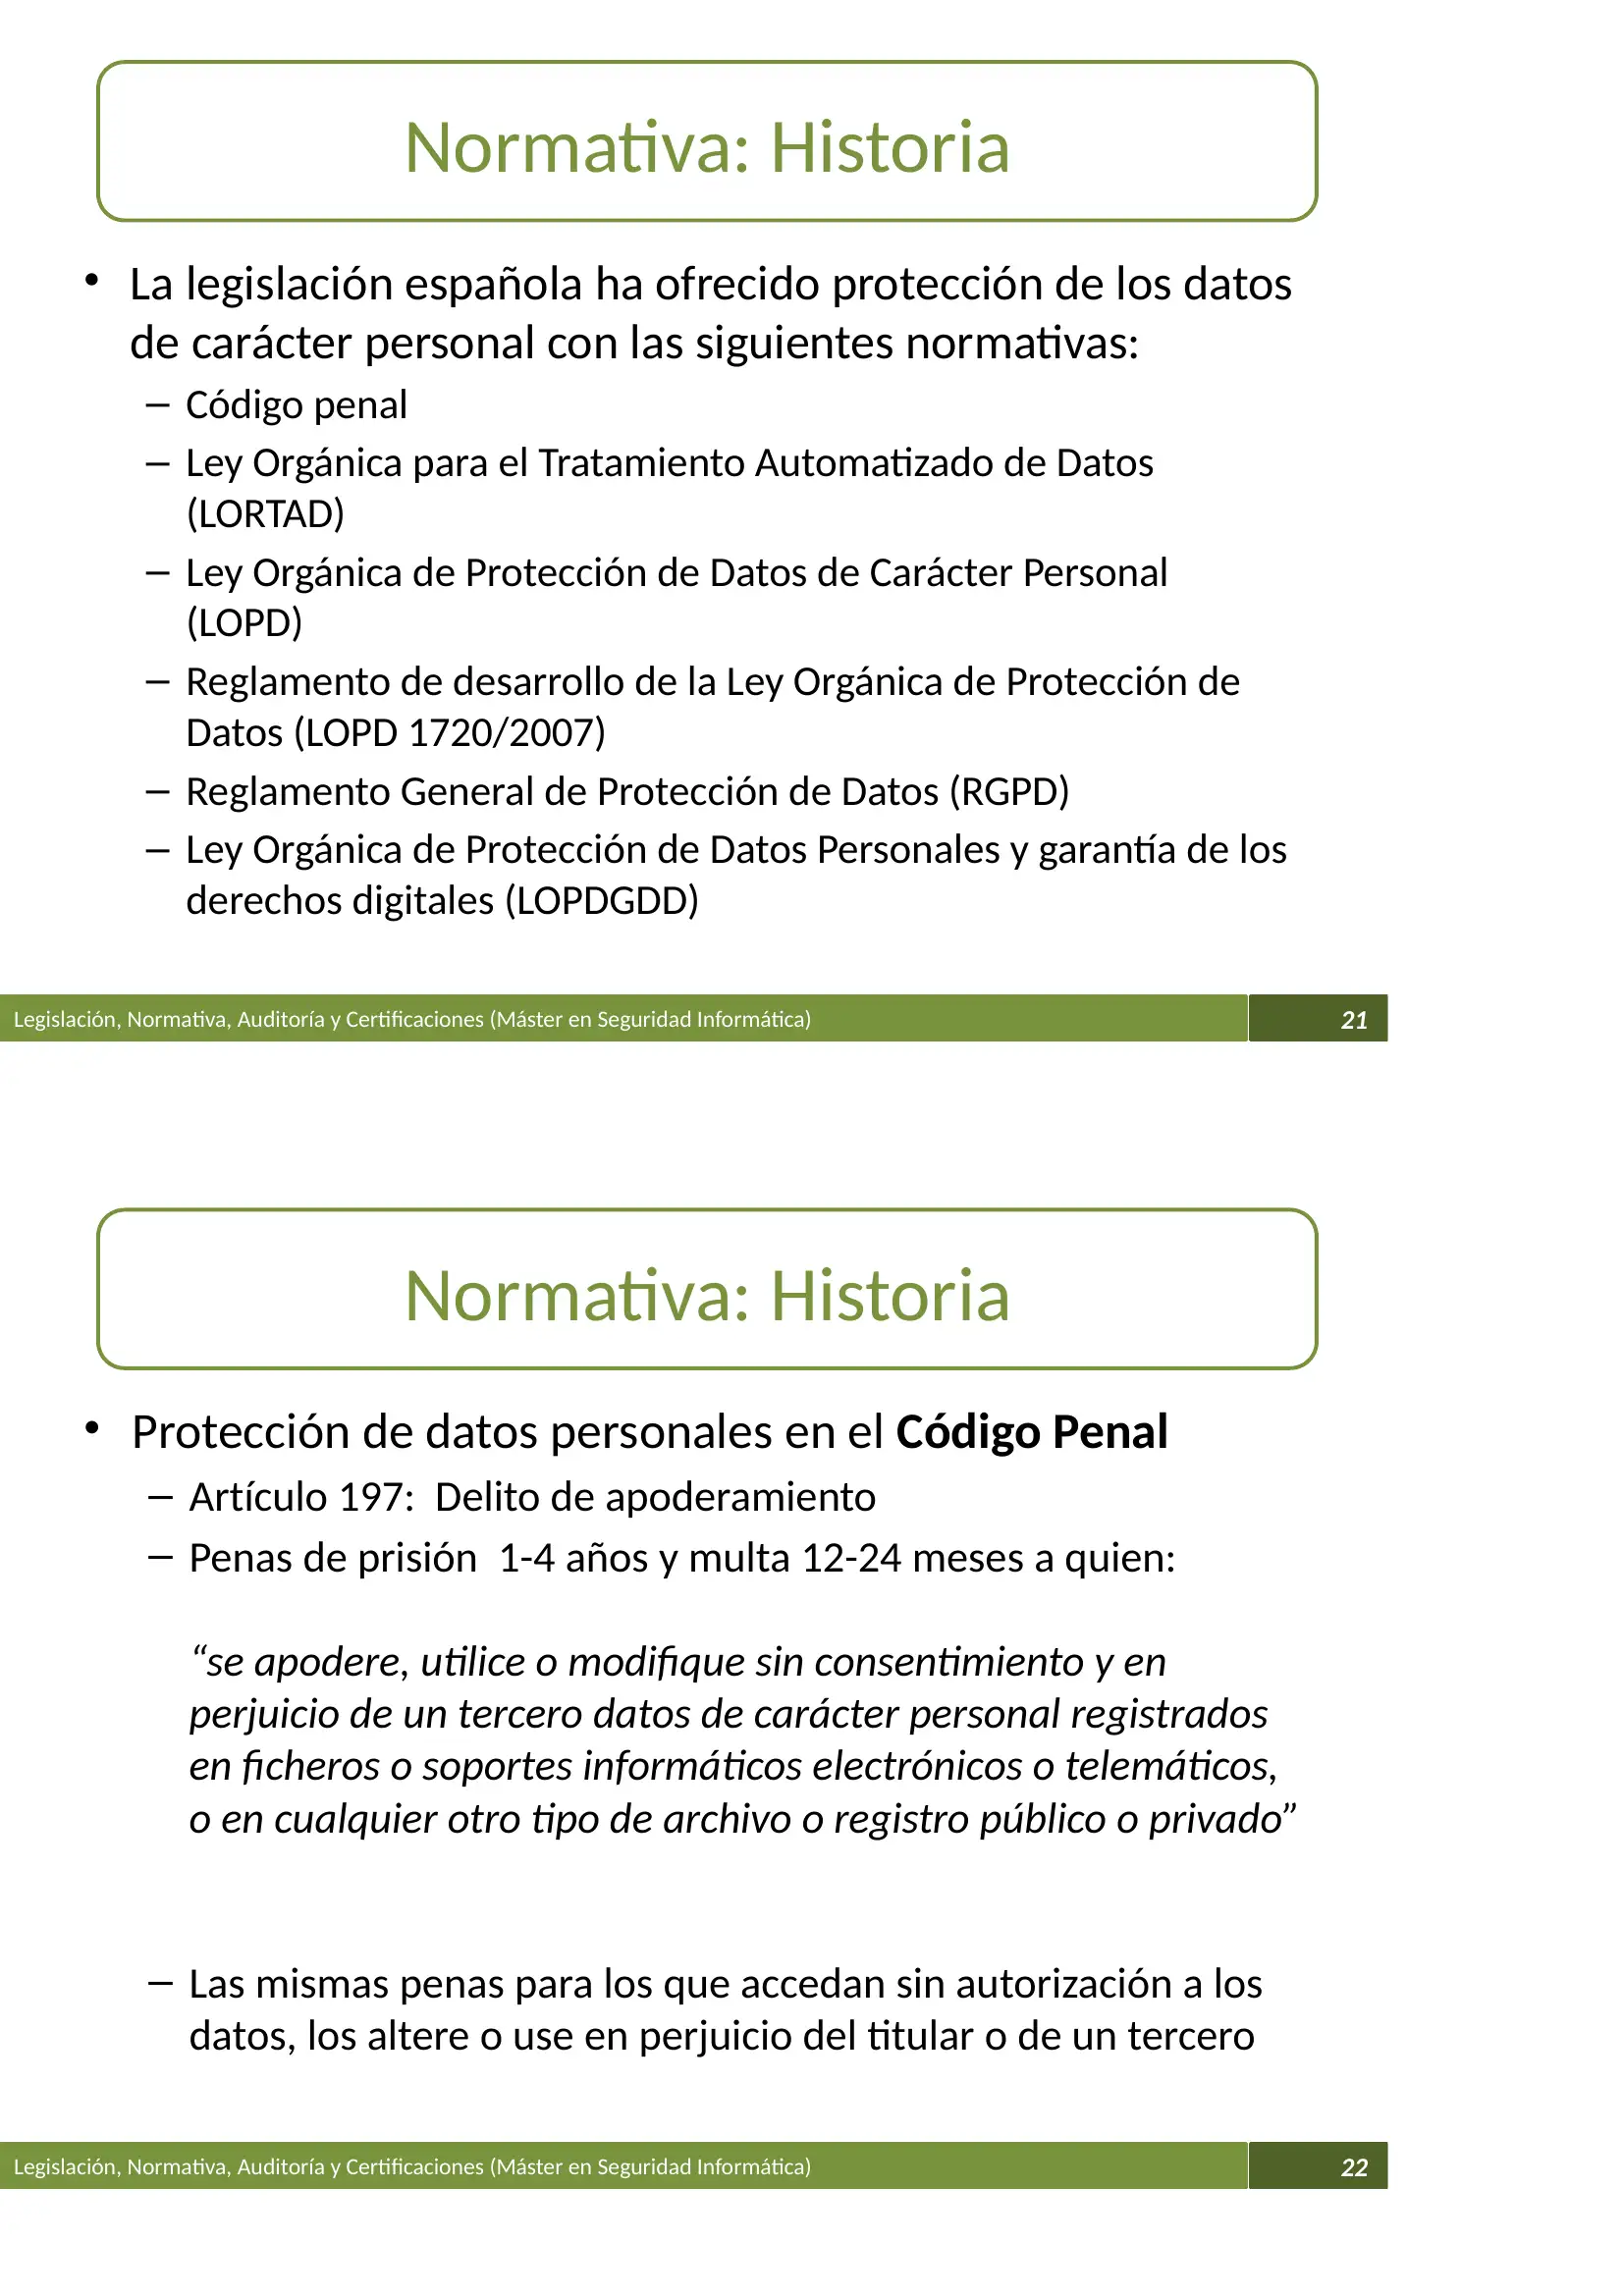 Normativa: Historia
• La legislación española ha ofrecido protección de los datos
de carácter personal con las siguientes normativas:
– Código penal
– Ley Orgánica para el Tratamiento Automatizado de Datos
(LORTAD)
– Ley Orgánica de Protección de Datos de Carácter Personal
(LOPD)
– Reglamento de desarrollo de la Ley Orgánica de Protección de
Datos (LOPD 1720/2007)
– Reglamento General de Protección de Datos (RGPD)
– Ley Orgánica de Protección de Datos Personales y garantía de los
derechos digitales (LOPDGDD)
Legislación, Normativa, Auditoría y Certificaciones (Máster en Seguridad Informática) 21
Normativa: Historia
• Protección de datos personales en el Código Penal
– Artículo 197: Delito de apoderamiento
– Penas de prisión 1-4 años y multa 12-24 meses a quien:
“se apodere, utilice o modifique sin consentimiento y en
perjuicio de un tercero datos de carácter personal registrados
en ficheros o soportes informáticos electrónicos o telemáticos,
o en cualquier otro tipo de archivo o registro público o privado”
– Las mismas penas para los que accedan sin autorización a los
datos, los altere o use en perjuicio del titular o de un tercero
Legislación, Normativa, Auditoría y Certificaciones (Máster en Seguridad Informática) 22